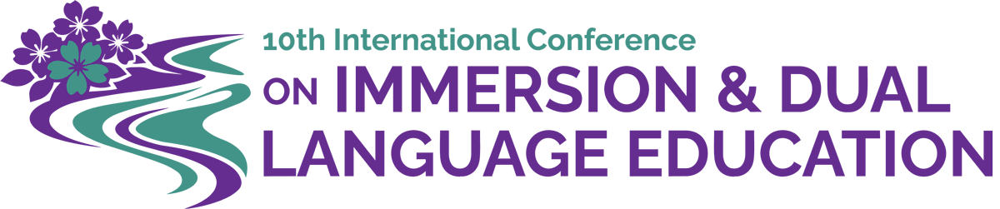 10th International Conference
ON IMMERSION & DUAL
LANGUAGE EDUCATION